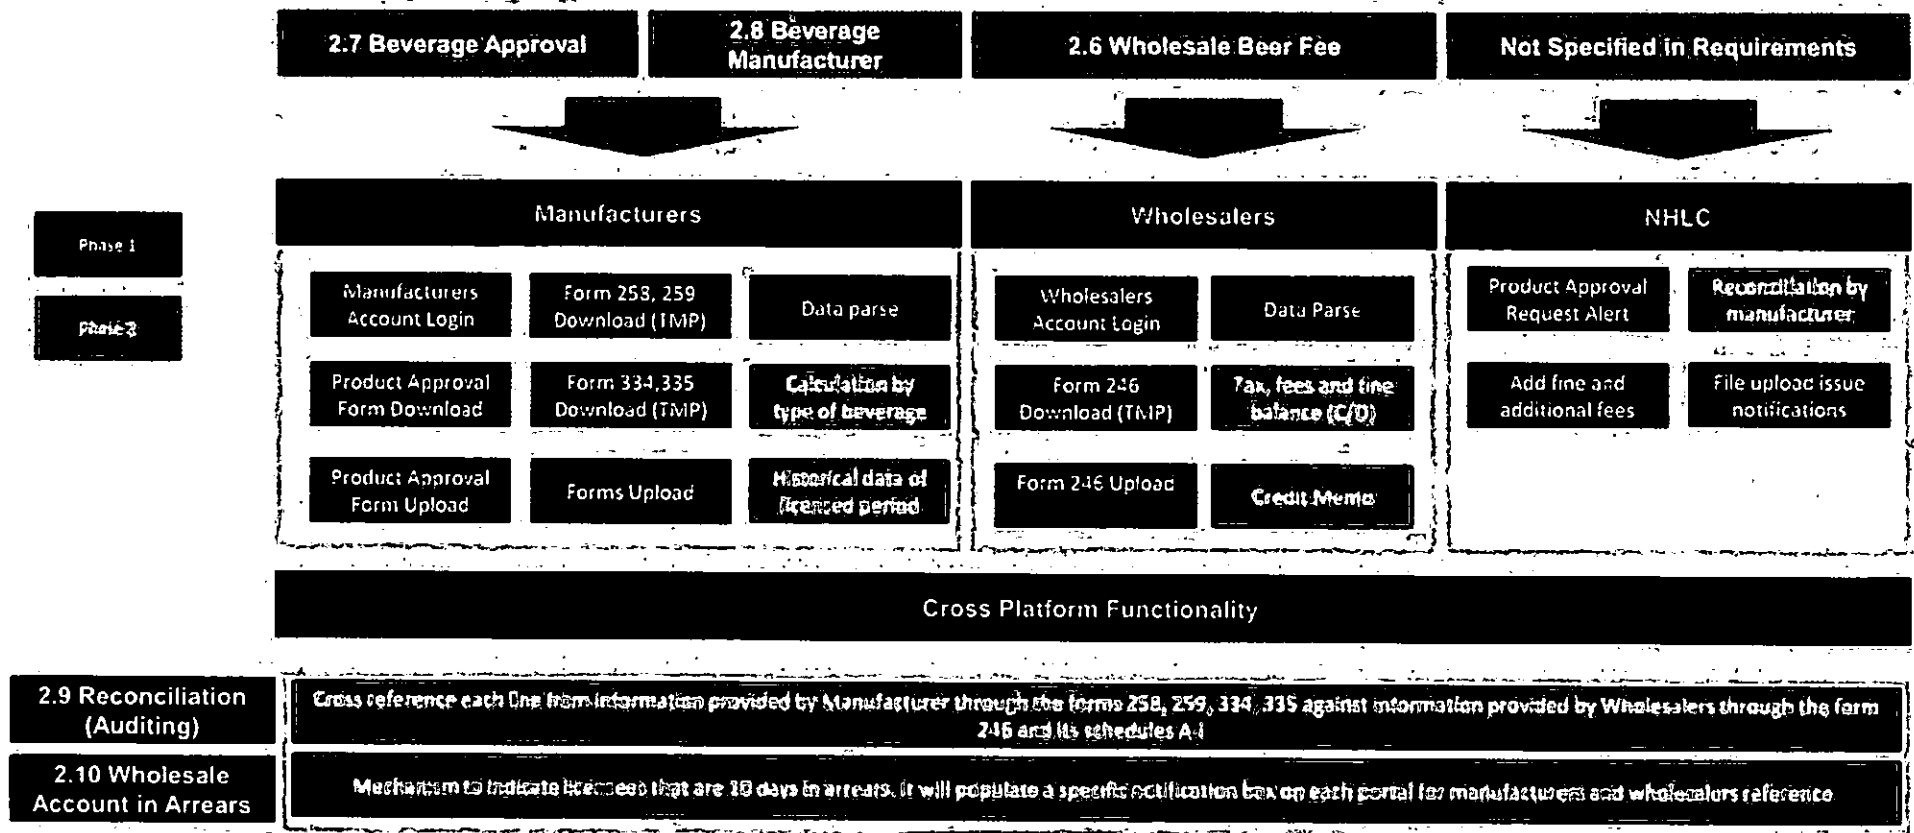 2.7 Beverage Approval
2.8 Beverage
Manufacturer
2.6 Wholesale Beer Fee
Not Specified in Requirements
Manufacturers
Wholesalers
NHLC
Phase 1
Phase
Manufacturers
Account Login
Form 258, 259
Download (TMP)
Data parse
Wholesalers
Account Login
Data Parse
Product Approval
Request Alert
Reconciliation by
manufacturer
Product Approval
Form Download
Form 334,335
Download (TMP)
Calculation by
type of beverage
Form 246
Download (TMP)
Tax, fees and fine
balance (C/D)
Add fine and
additional fees
File upload issue
notifications
Product Approval
Form Upload
Forms Upload
Historical data of
licensed period
Form 246 Upload
Credit Memo
Cross Platform Functionality
2.9 Reconciliation
(Auditing)
Cross reference each line from information provided by Manufacturer through the forms 258, 259, 334, 335 against information provided by Wholesalers through the form
246 and its schedules
2.10 Wholesale
Account in Arrears
Mechanism to indicate licensees that are 10 days in arrears. It will populate a specific notification box on each portal for manufacturers and wholesalers reference